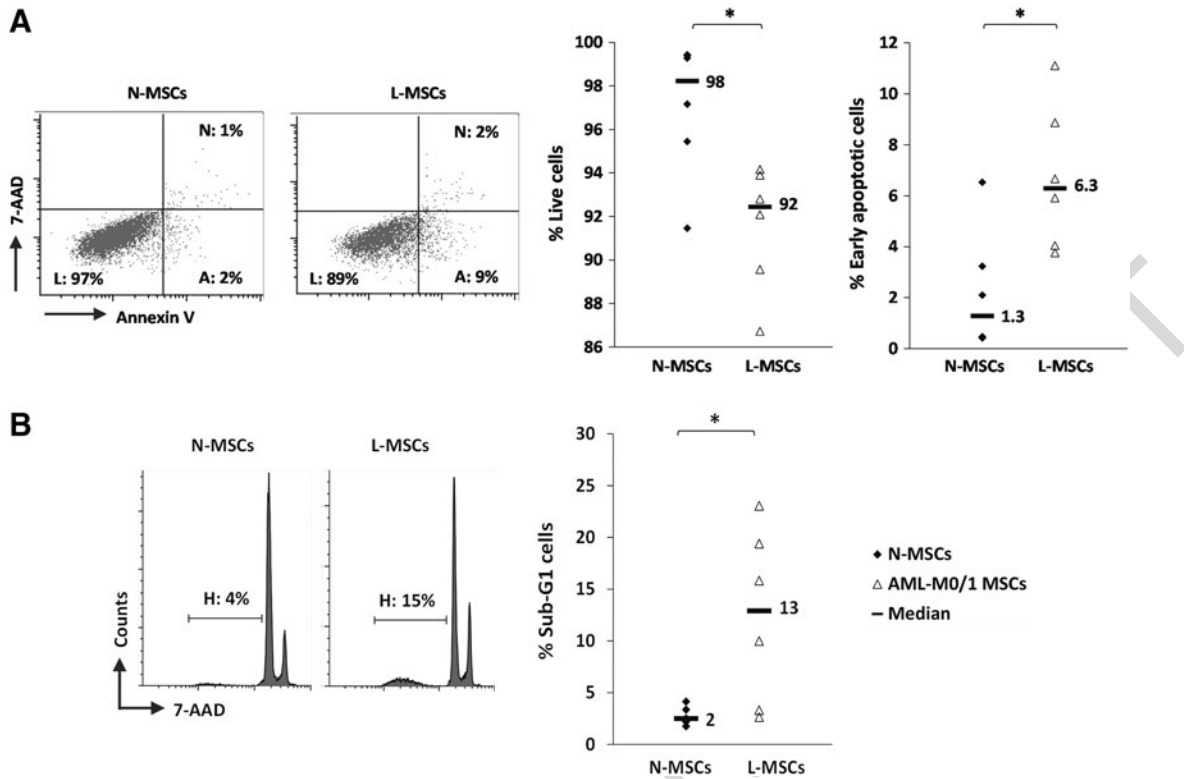 A
N-MSCs
L-MSCs
7-AAD
N: 1%
L: 97%
A: 2%
N: 2%
L: 89%
A: 9%
Annexin V
% Live cells
100
98
96
94
92
90
88
86
*
98
92
N-MSCs
L-MSCs
% Early apoptotic cells
12
10
8
6
4
2
0
*
1.3
6.3
N-MSCs
L-MSCs
B
N-MSCs
L-MSCs
Counts
H: 4%
H: 15%
7-AAD
% Sub-G1 cells
30
25
20
15
10
5
0
*
2
13
N-MSCs
L-MSCs
N-MSCs
AML-M0/1 MSCs
Median